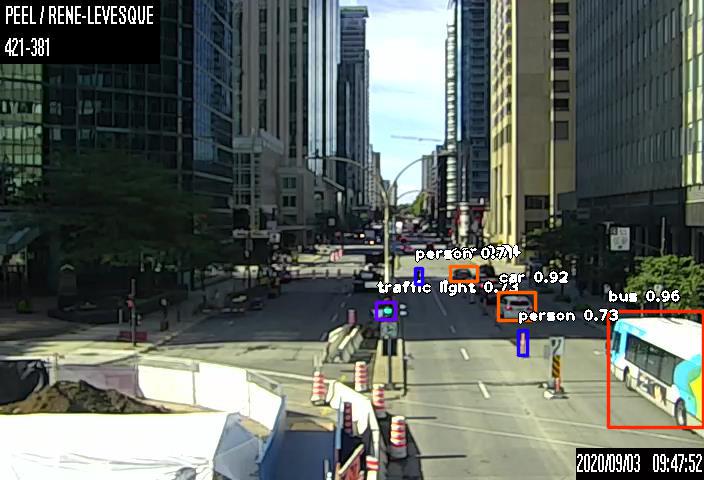 PEEL / RENE-LEVESQUE
421-381
person 0.71
car 0.92
traffic light 0.73
bus 0.96
person 0.73
2020/09/03 09:47:52